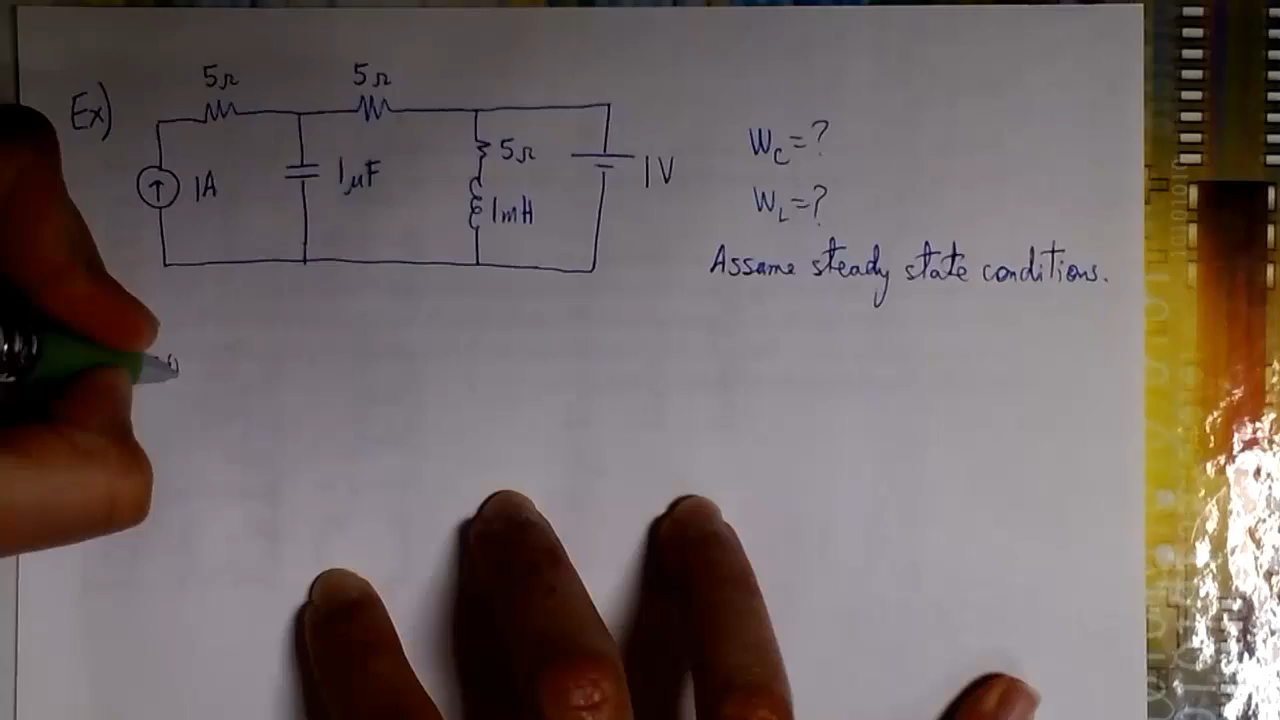 Ex)
5Ω
5Ω
1A
1μF
5Ω
1mH
1V
W_C=?
W_L=?
Assume steady state conditions.